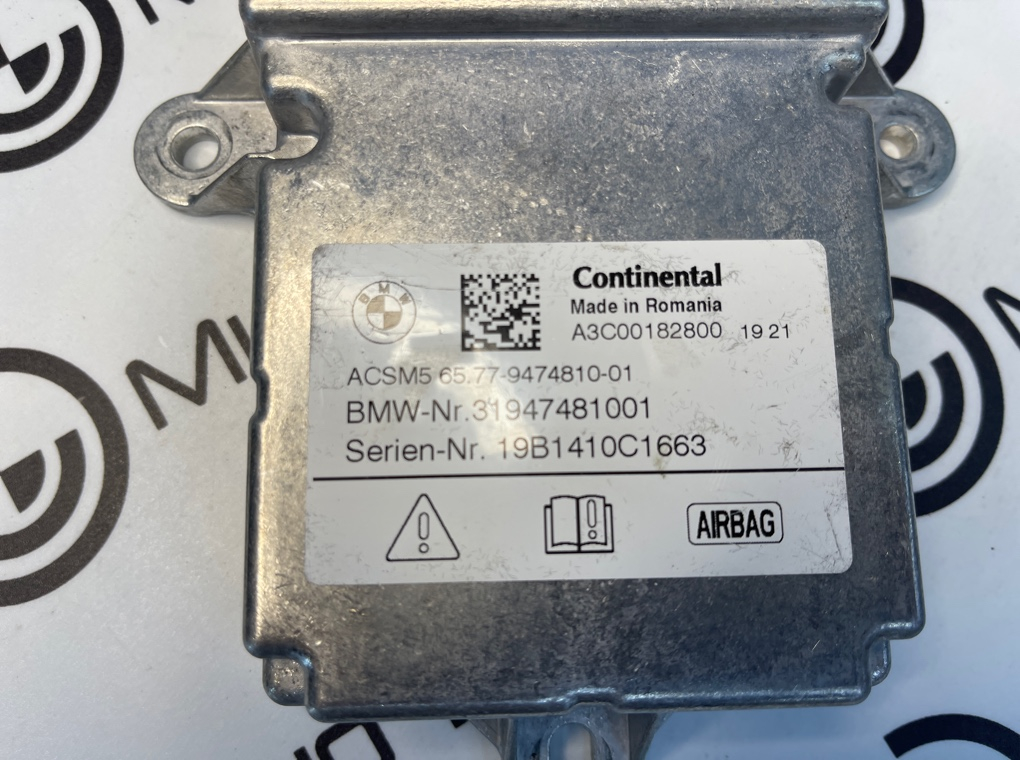 BMW
Continental
Made in Romania
A3C00182800 19 21
ACSM5 65.77-9474810-01
BMW-Nr.31947481001
Serien-Nr. 19B1410C1663
AIRBAG